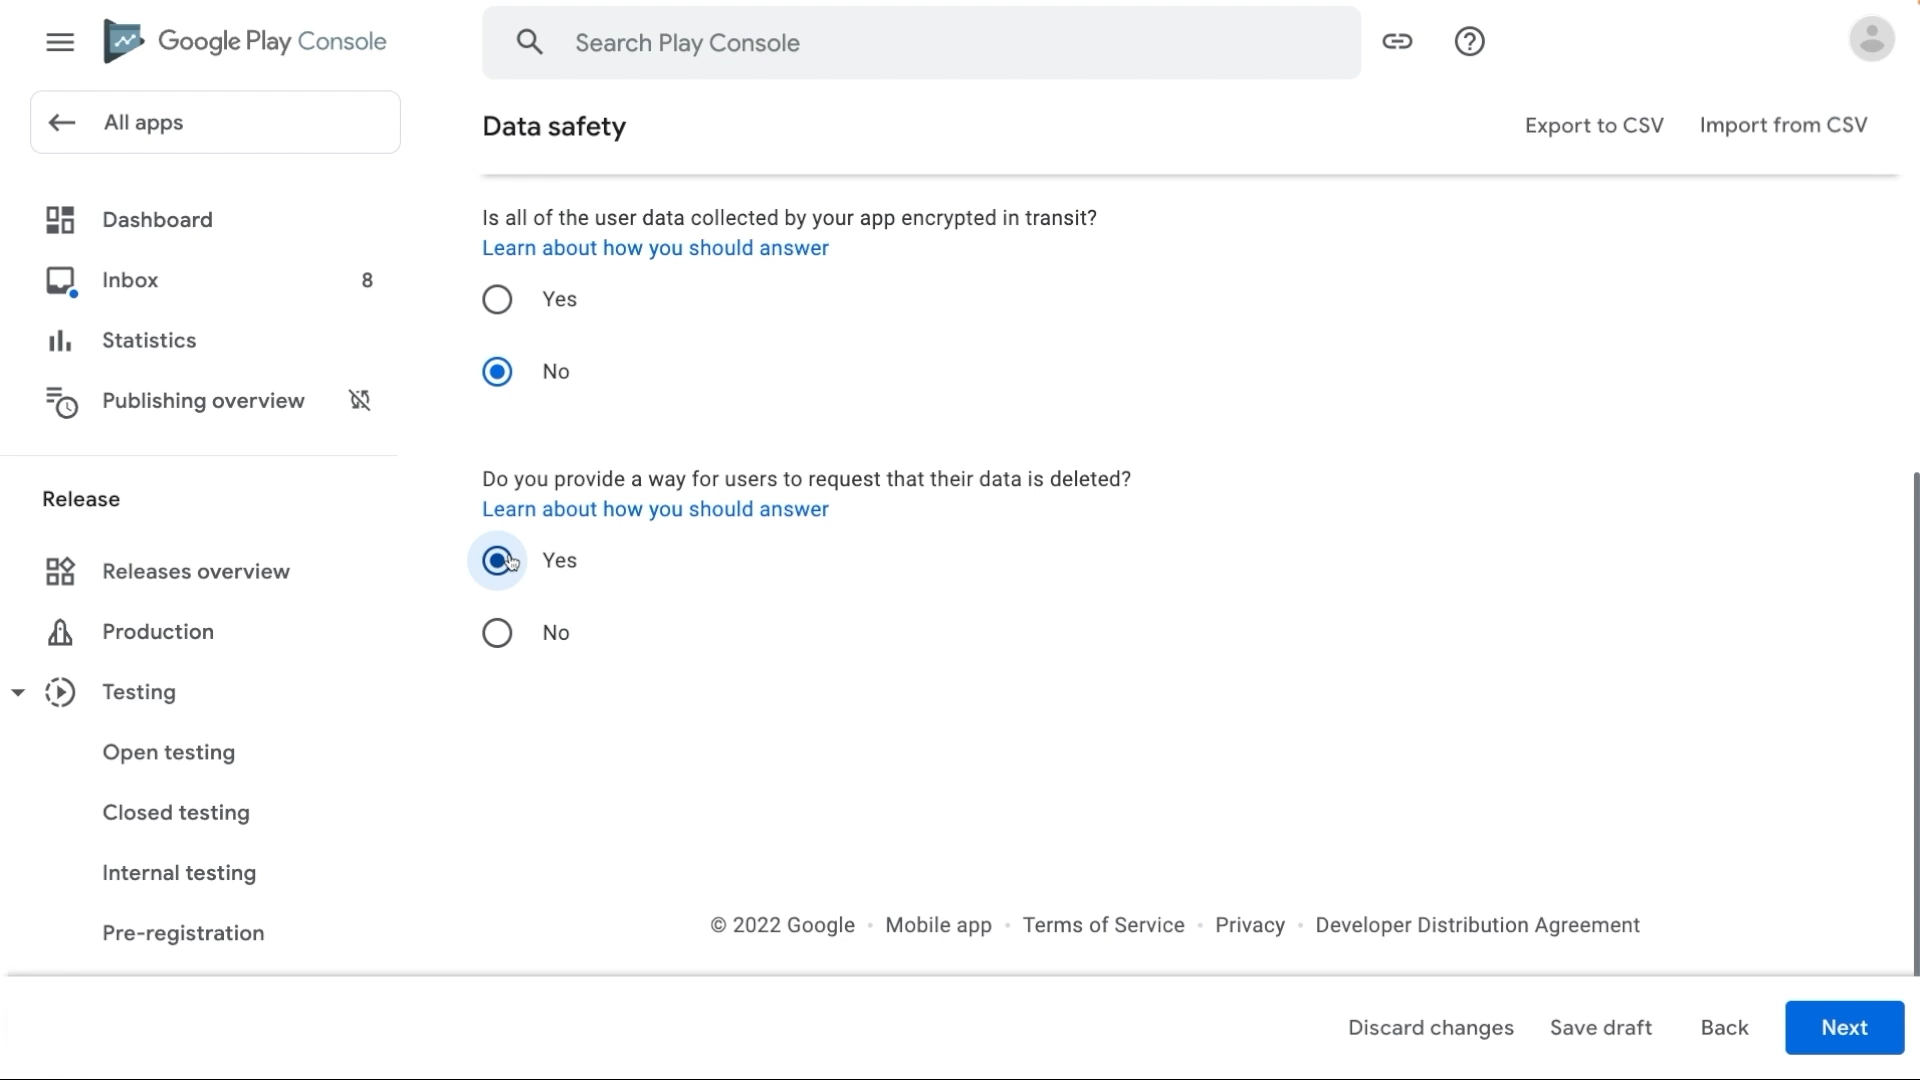 Google Play Console
Search Play Console
All apps
Data safety
Export to CSV
Import from CSV
Dashboard
Inbox
8
Statistics
Publishing overview
Release
Releases overview
Production
Testing
Open testing
Closed testing
Internal testing
Pre-registration
Is all of the user data collected by your app encrypted in transit?
Learn about how you should answer
Yes
No
Do you provide a way for users to request that their data is deleted?
Learn about how you should answer
Yes
No
© 2022 Google · Mobile app · Terms of Service · Privacy · Developer Distribution Agreement
Discard changes
Save draft
Back
Next